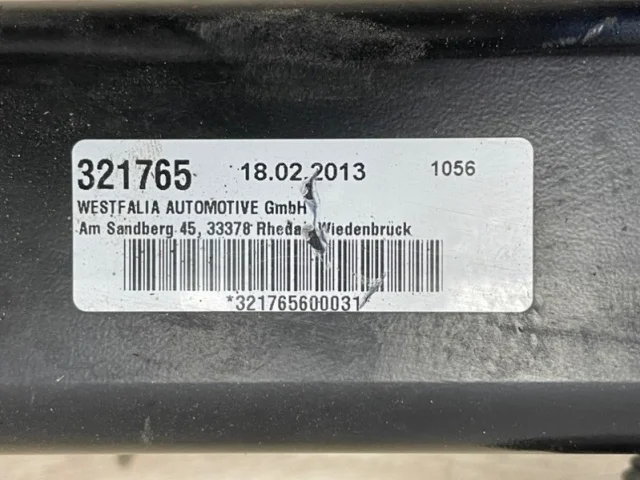 321765 18.02.2013 1056
WESTFALIA AUTOMOTIVE GmbH
Am Sandberg 45, 33378 Rheda-Wiedenbrück
*321765600031*